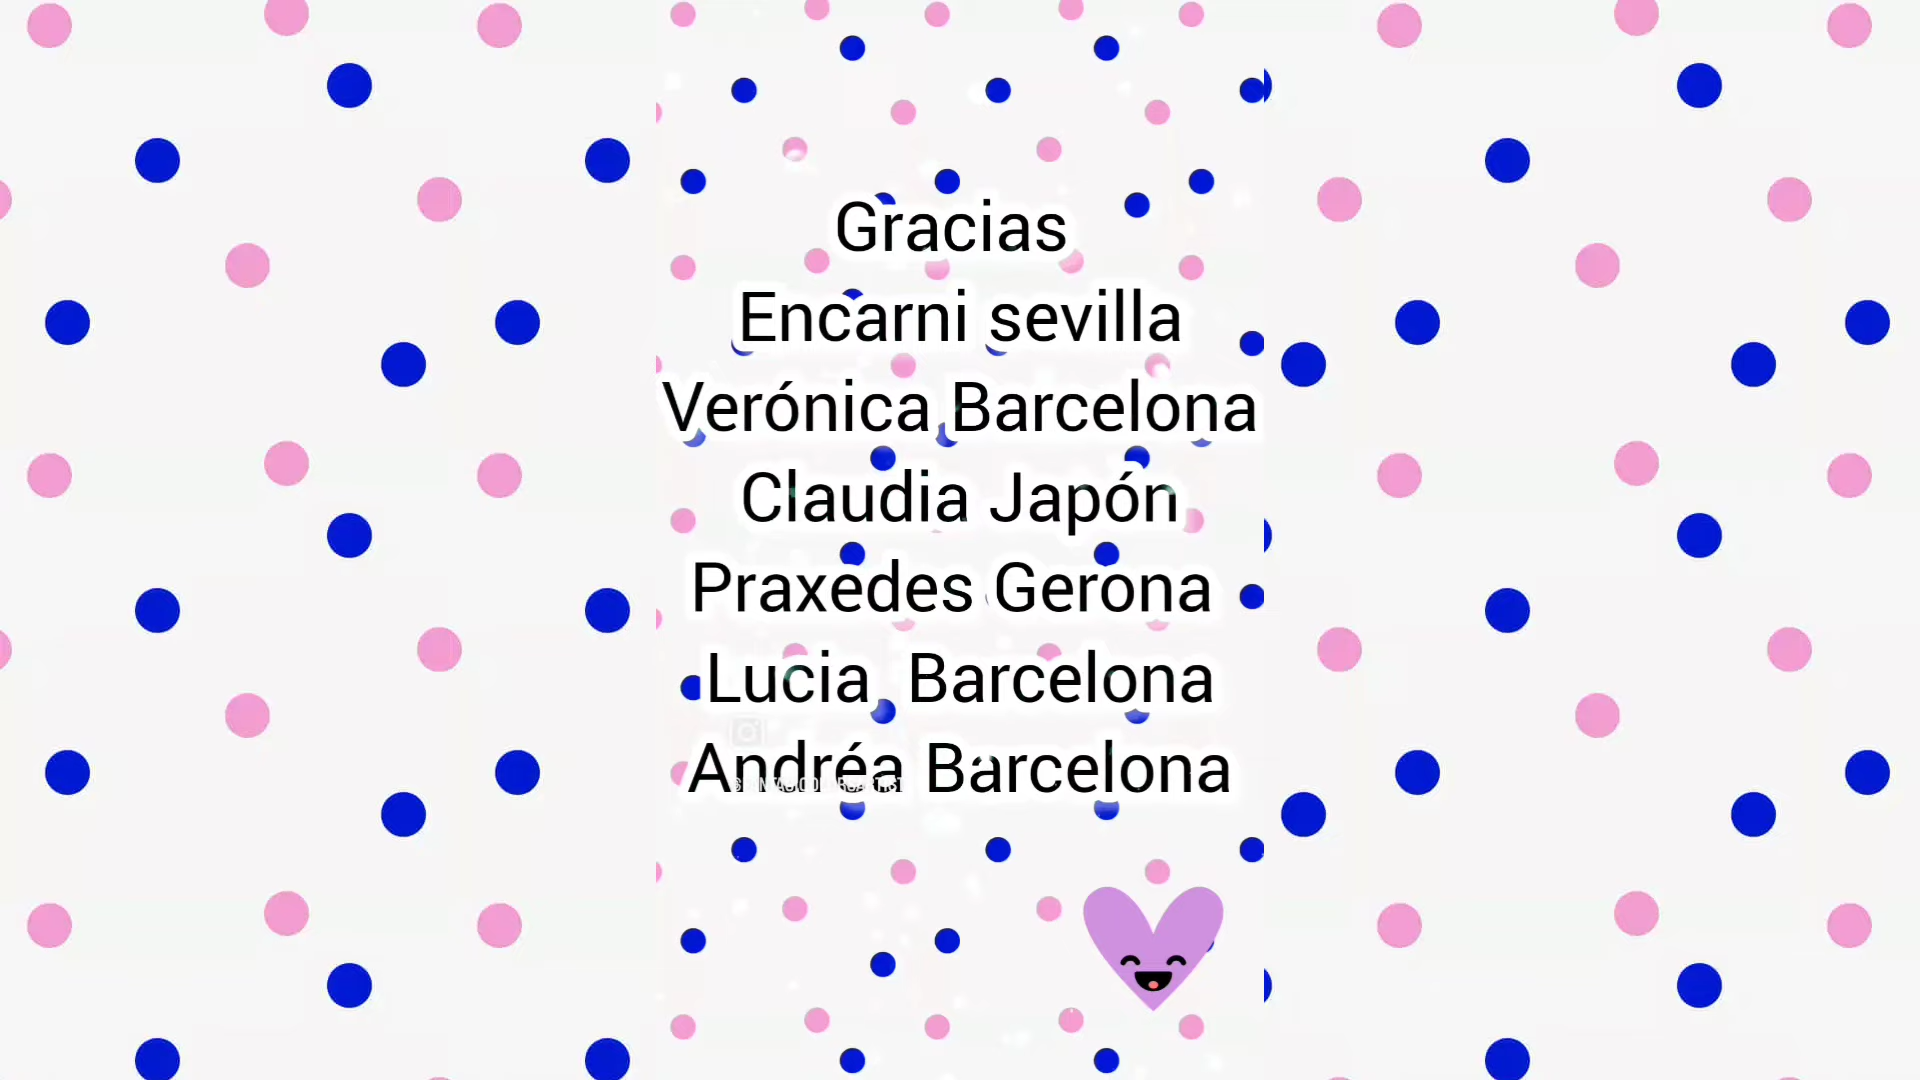 Gracias
Encarni sevilla
Verónica Barcelona
Claudia Japón
Praxedes Gerona
Lucia  Barcelona
Andréa Barcelona